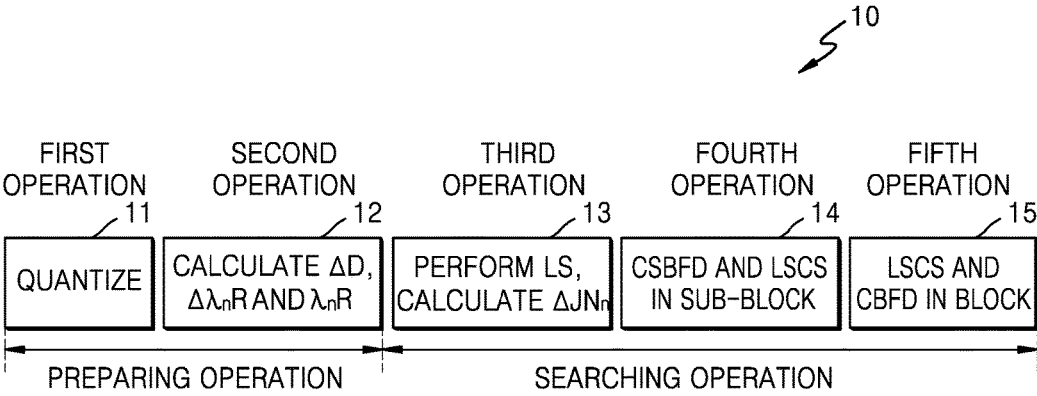 10
FIRST OPERATION
SECOND OPERATION
THIRD OPERATION
FOURTH OPERATION
FIFTH OPERATION
11
12
13
14
15
QUANTIZE
CALCULATE ΔD,
ΔλₙR AND λₙR
PERFORM LS,
CALCULATE ΔJNₙ
CSBFD AND LSCS
IN SUB-BLOCK
LSCS AND
CBFD IN BLOCK
PREPARING OPERATION
SEARCHING OPERATION